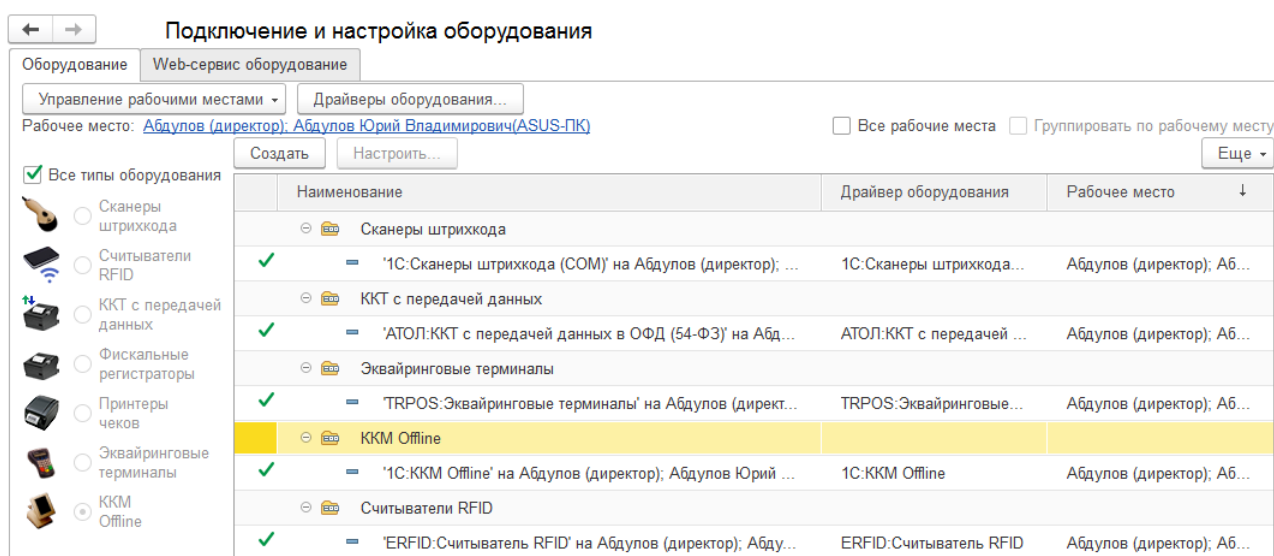 Подключение и настройка оборудования
Оборудование Web-сервис оборудование
Управление рабочими местами Драйверы оборудования...
Рабочее место: Абдулов (директор); Абдулов Юрий Владимирович(ASUS-ПК) Все рабочие места Группировать по рабочему месту
Создать Настроить... Еще
Все типы оборудования
Сканеры
штрихкода
Считыватели
RFID
ККТ с передачей
данных
Фискальные
регистраторы
Принтеры
чеков
Эквайринговые
терминалы
ККМ
Offline
Наименование Драйвер оборудования Рабочее место ↓
Сканеры штрихкода
'1С:Сканеры штрихкода (COM)' на Абдулов (директор); ... 1С:Сканеры штрихкода... Абдулов (директор); Аб...
ККТ с передачей данных
'АТОЛ:ККТ с передачей данных в ОФД (54-ФЗ)' на Абд... АТОЛ:ККТ с передачей ... Абдулов (директор); Аб...
Эквайринговые терминалы
'TRPOS:Эквайринговые терминалы' на Абдулов (директ... TRPOS:Эквайринговые... Абдулов (директор); Аб...
ККМ Offline
'1С:ККМ Offline' на Абдулов (директор); Абдулов Юрий ... 1С:ККМ Offline Абдулов (директор); Аб...
Считыватели RFID
'ERFID:Считыватель RFID' на Абдулов (директор); Абду... ERFID:Считыватель RFID Абдулов (директор); Аб...